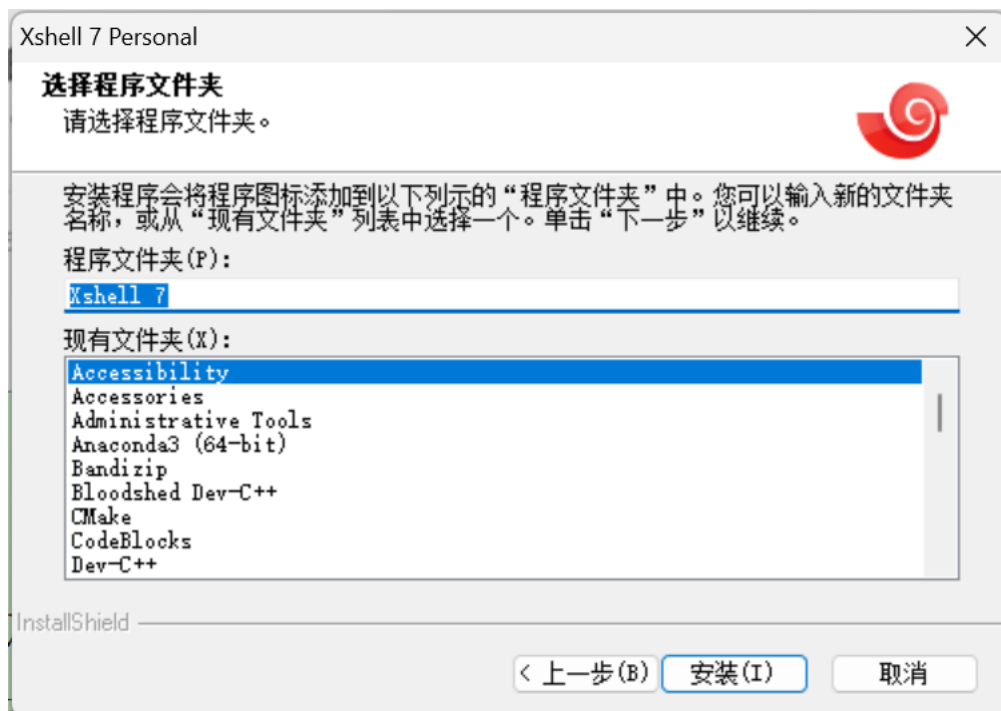 Xshell 7 Personal
选择程序文件夹
请选择程序文件夹。
安装程序会将程序图标添加到以下列示的“程序文件夹”中。您可以输入新的文件夹
名称，或从“现有文件夹”列表中选择一个。单击“下一步”以继续。
程序文件夹(P)：
Xshell 7
现有文件夹(X)：
Accessibility
Accessories
Administrative Tools
Anaconda3 (64-bit)
Bandizip
Bloodshed Dev-C++
CMake
CodeBlocks
Dev-C++
InstallShield
< 上一步(B) 安装(I) 取消